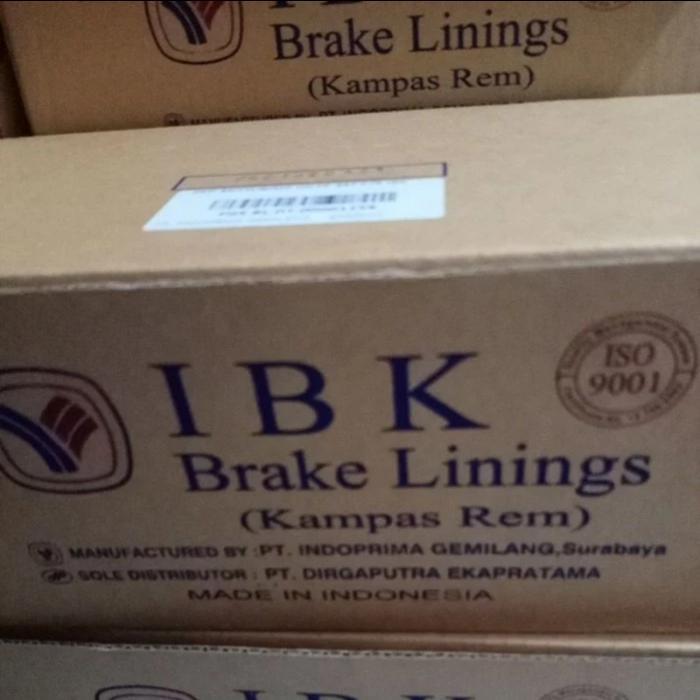 Brake Linings
(Kampas Rem)
IBK
ISO
9001
Brake Linings
(Kampas Rem)
MANUFACTURED BY :PT. INDOPRIMA GEMILANG,Surabaya
SOLE DISTRIBUTOR : PT. DIRGAPUTRA EKAPRATAMA
MADE IN INDONESIA